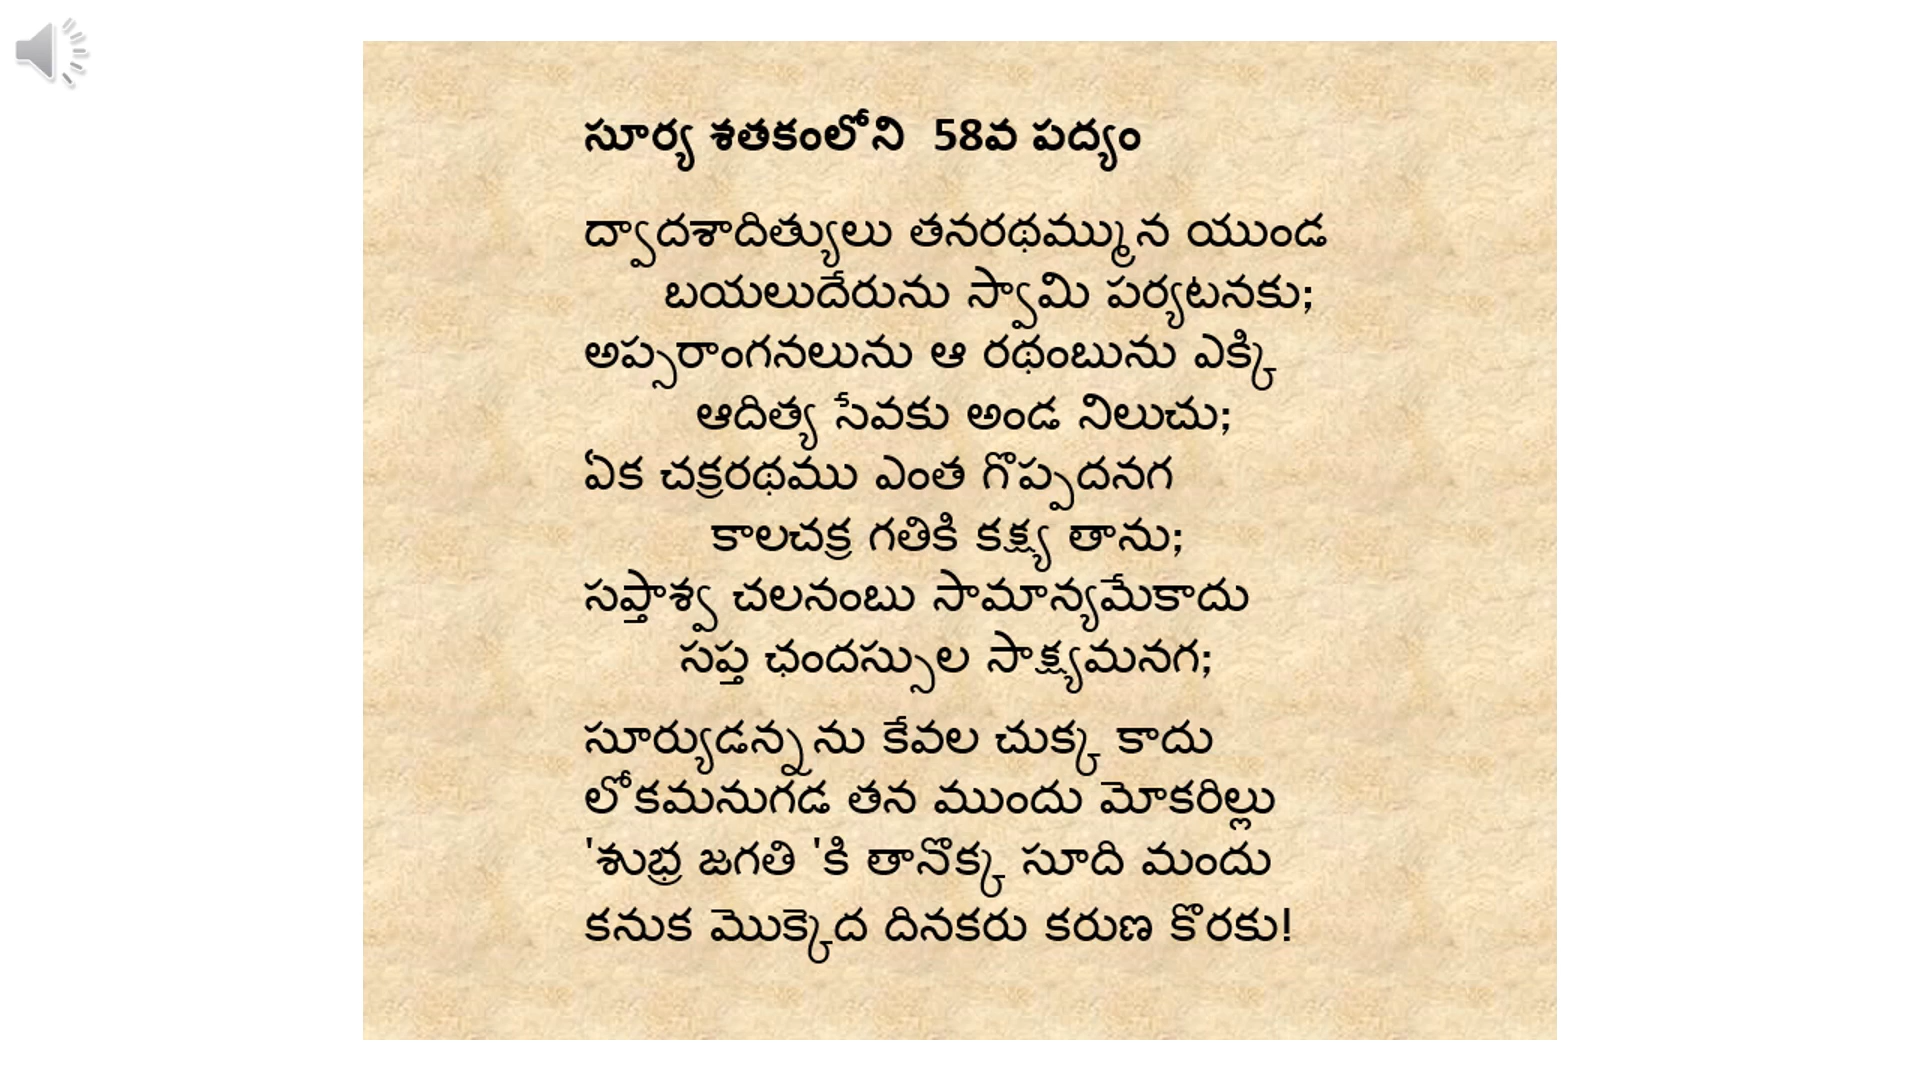 సూర్య శతకంలోని 58వ పద్యం
ద్వాదశాదిత్యులు తనరథమ్మున యుండ
బయలుదేరును స్వామి పర్యటనకు;
అప్సరాంగనలును ఆ రథంబును ఎక్కి
ఆదిత్య సేవకు అండ నిలుచు;
ఏక చక్రరథము ఎంత గొప్పదనగ
కాలచక్ర గతికి కక్ష్య తాను;
సప్తాశ్వ చలనంబు సామాన్యమేకాదు
సప్త ఛందస్సుల సాక్ష్యమనగ;
సూర్యుడన్నను కేవల చుక్క కాదు
లోకమనుగడ తన ముందు మోకరిల్లు
'శుభ్ర జగతి 'కి తానొక్క సూది మందు
కనుక మొక్కెద దినకరు కరుణ కొరకు!